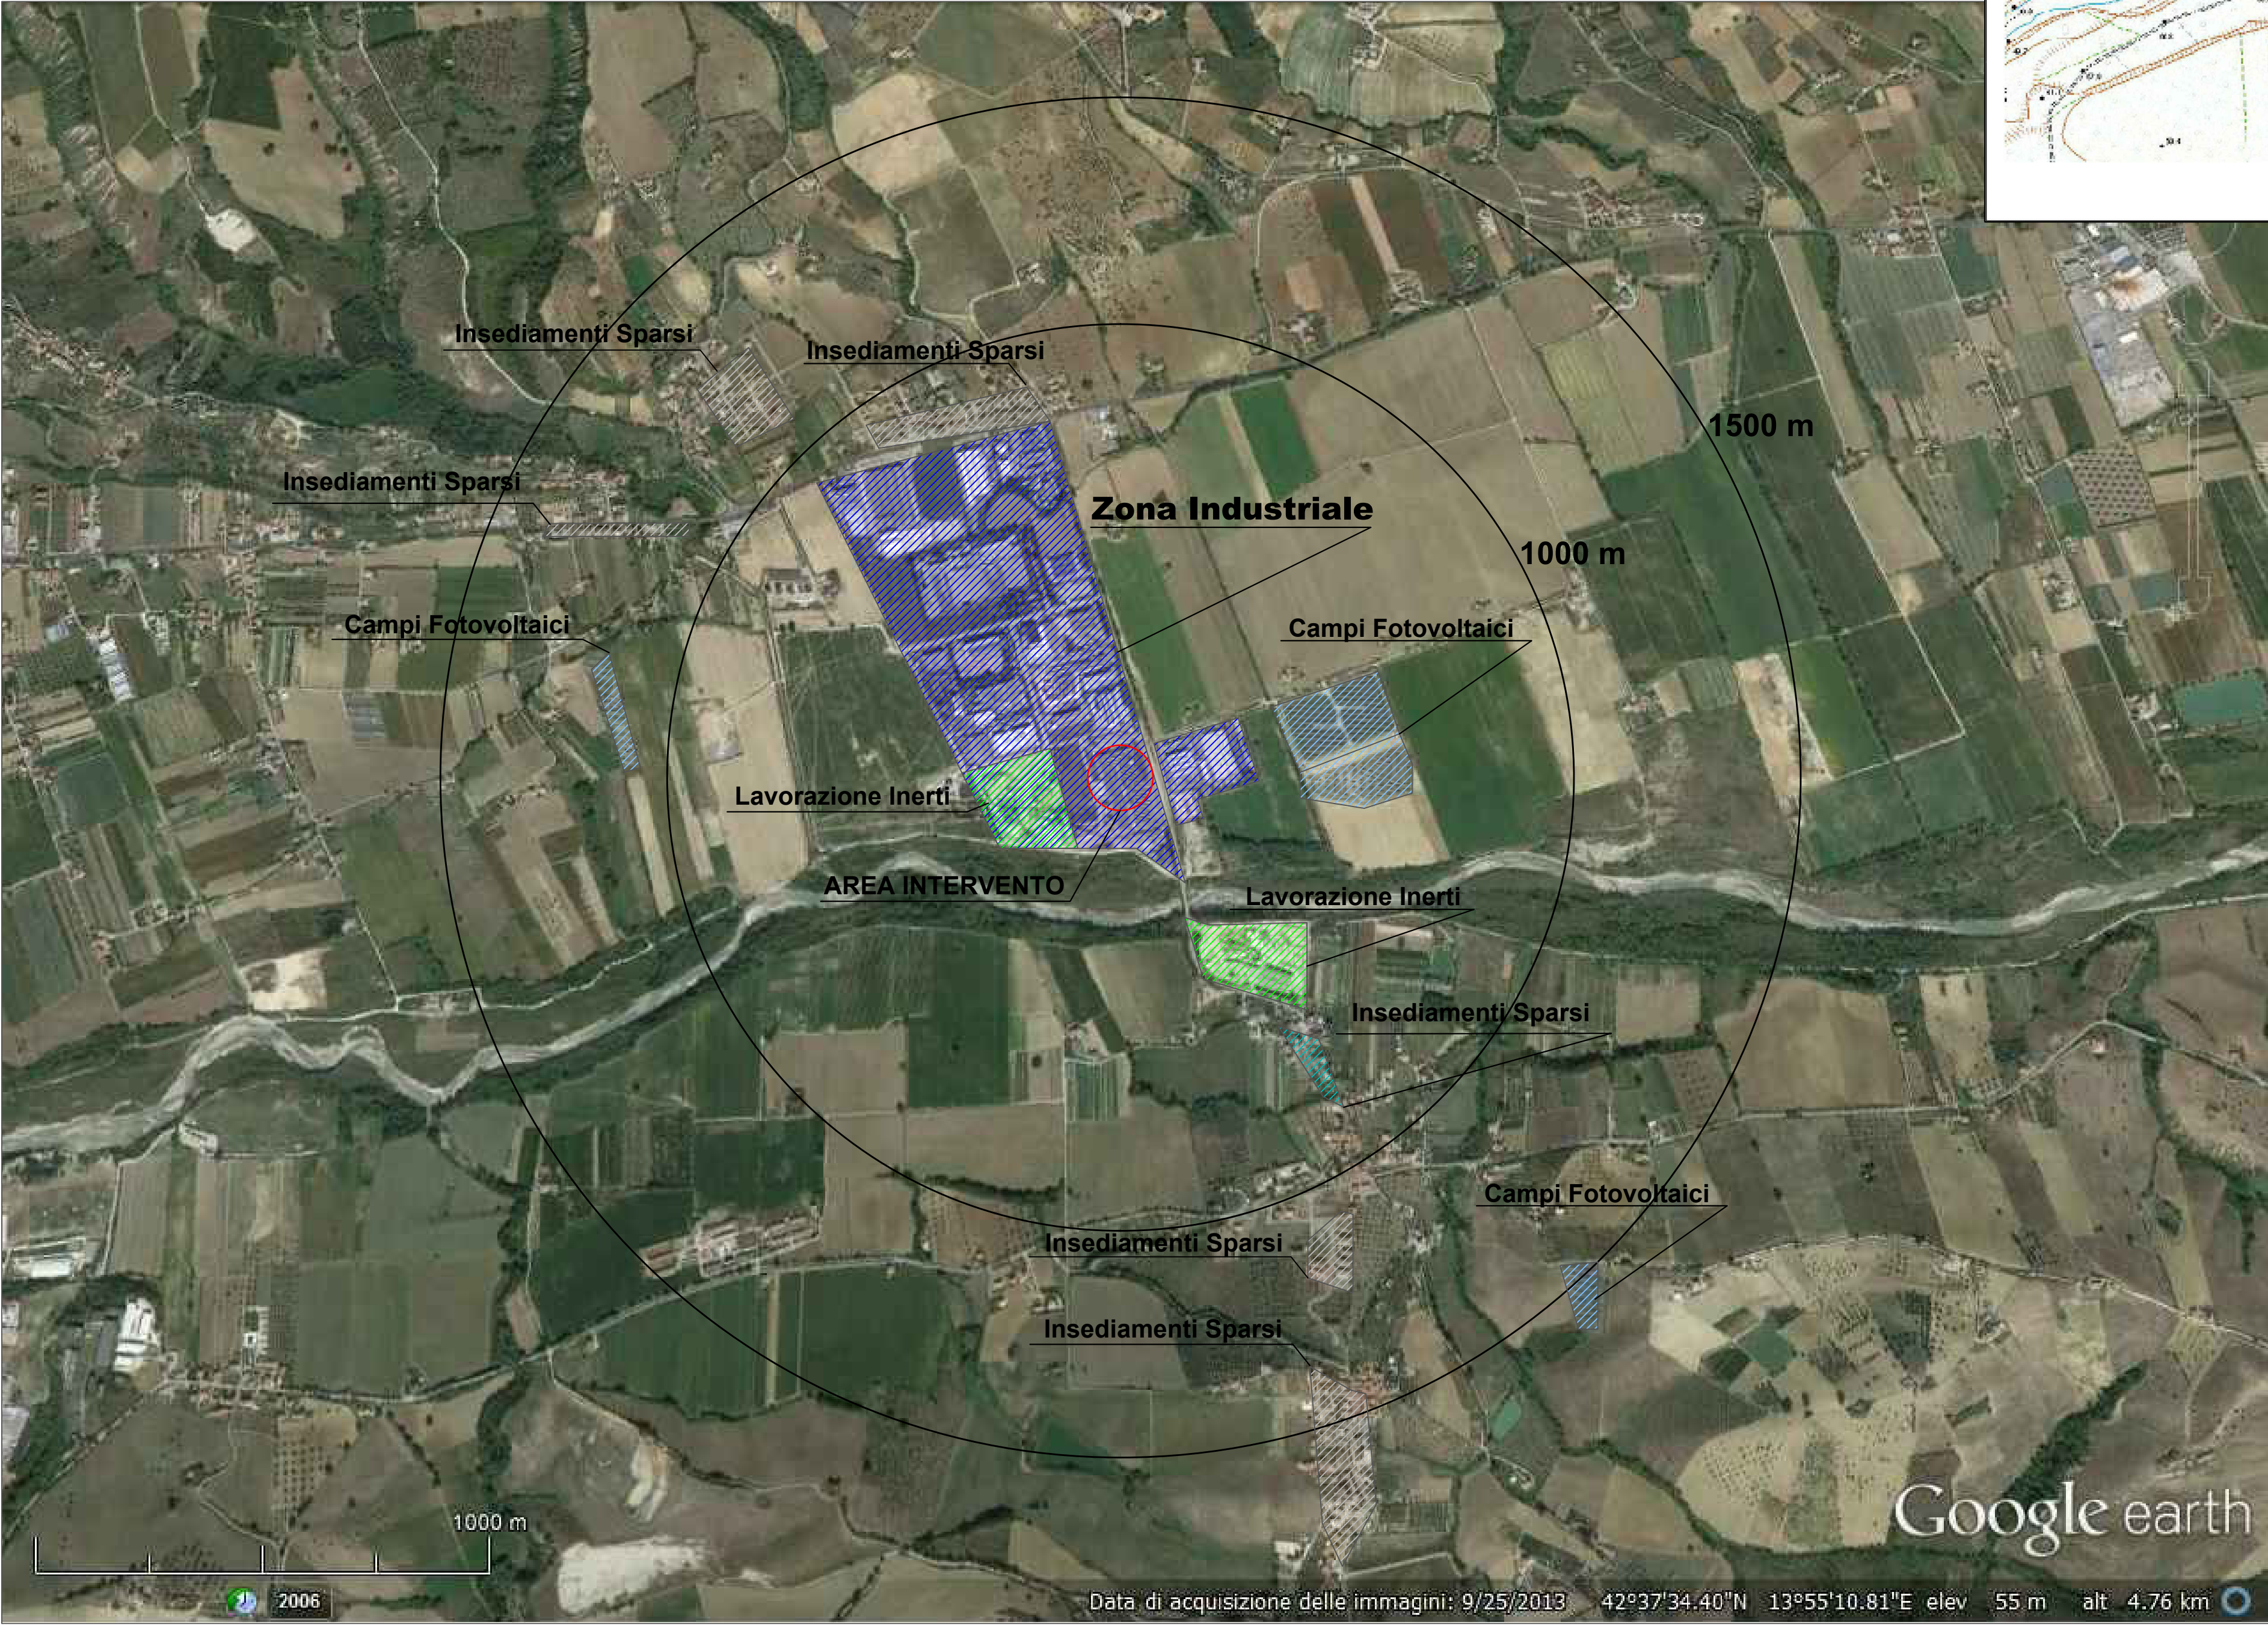 Insediamenti Sparsi
Insediamenti Sparsi
1500 m
Insediamenti Sparsi
Zona Industriale
1000 m
Campi Fotovoltaici
Campi Fotovoltaici
Lavorazione Inerti
AREA INTERVENTO
Lavorazione Inerti
Insediamenti Sparsi
Campi Fotovoltaici
Insediamenti Sparsi
Insediamenti Sparsi
1000 m
Google earth
2006
Data di acquisizione delle immagini: 9/25/2013 42°37'34.40"N 13°55'10.81"E elev 55 m alt 4.76 km